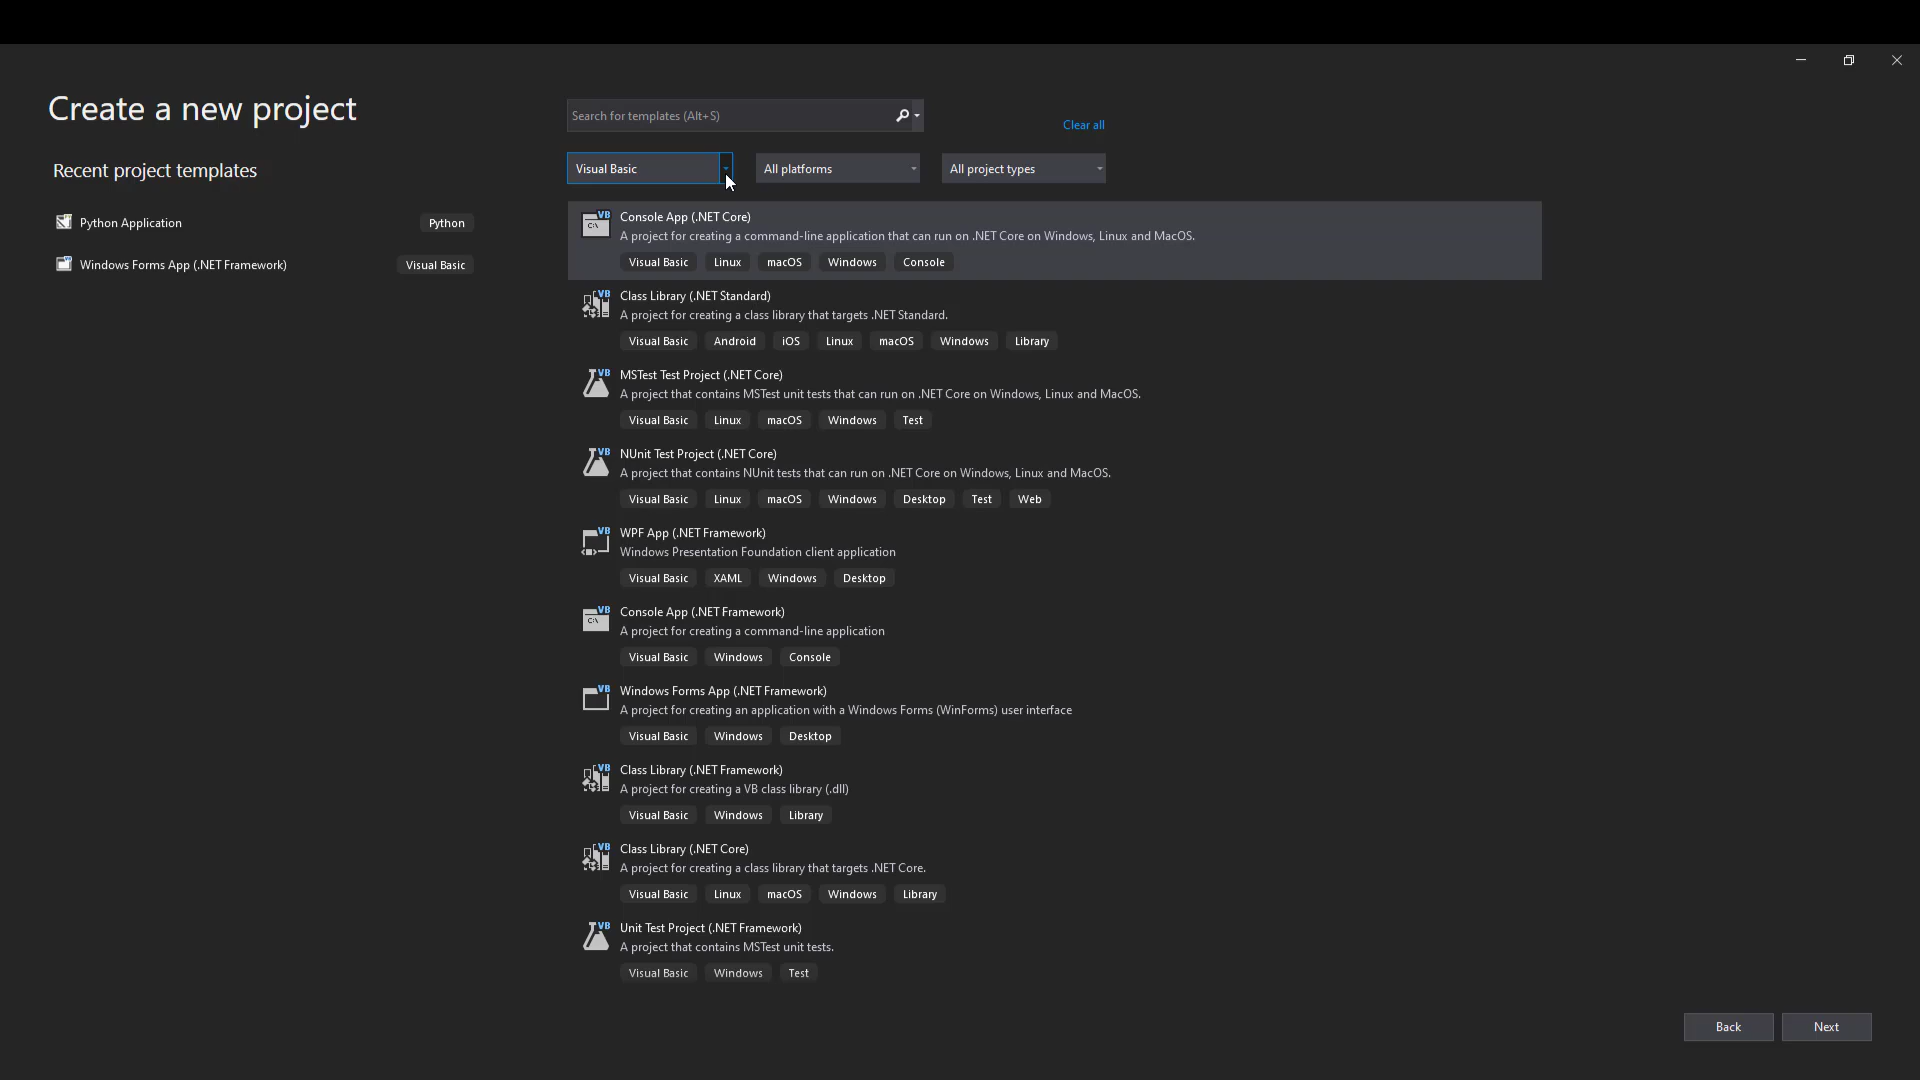 Create a new project
Search for templates (Alt+S)
Clear all
Recent project templates
Visual Basic
All platforms
All project types
Python Application
Python
Windows Forms App (.NET Framework)
Visual Basic
VB
C:\
Console App (.NET Core)
A project for creating a command-line application that can run on .NET Core on Windows, Linux and MacOS.
Visual Basic Linux macOS Windows Console
VB
Class Library (.NET Standard)
A project for creating a class library that targets .NET Standard.
Visual Basic Android iOS Linux macOS Windows Library
VB
MSTest Test Project (.NET Core)
A project that contains MSTest unit tests that can run on .NET Core on Windows, Linux and MacOS.
Visual Basic Linux macOS Windows Test
VB
NUnit Test Project (.NET Core)
A project that contains NUnit tests that can run on .NET Core on Windows, Linux and MacOS.
Visual Basic Linux macOS Windows Desktop Test Web
VB
WPF App (.NET Framework)
Windows Presentation Foundation client application
Visual Basic XAML Windows Desktop
VB
C:\
Console App (.NET Framework)
A project for creating a command-line application
Visual Basic Windows Console
VB
Windows Forms App (.NET Framework)
A project for creating an application with a Windows Forms (WinForms) user interface
Visual Basic Windows Desktop
VB
Class Library (.NET Framework)
A project for creating a VB class library (.dll)
Visual Basic Windows Library
VB
Class Library (.NET Core)
A project for creating a class library that targets .NET Core.
Visual Basic Linux macOS Windows Library
VB
Unit Test Project (.NET Framework)
A project that contains MSTest unit tests.
Visual Basic Windows Test
Back
Next